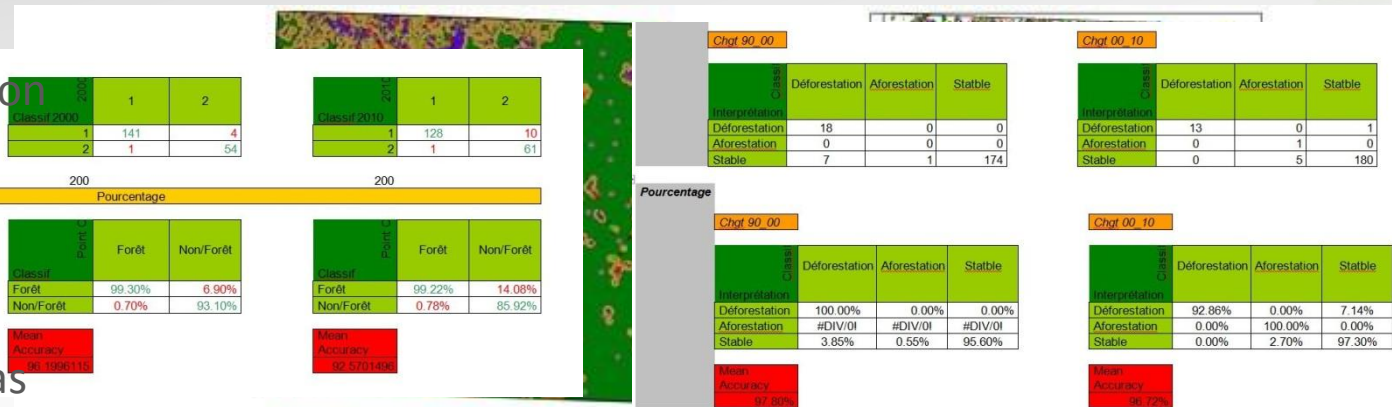 on
Classif 2000 2000 1 2
1 141 4
2 1 54
200
Classif 2010 2010 1 2
1 128 10
2 1 61
200
Pourcentage
Classif Point C Forêt Non/Forêt
Forêt 99.30% 6.90%
Non/Forêt 0.70% 93.10%
Mean
Accuracy
96.1996115
Classif Point C Forêt Non/Forêt
Forêt 99.22% 14.08%
Non/Forêt 0.78% 85.92%
Mean
Accuracy
92.5701496
as
Chgt 90_00
Interprétation Classi Déforestation Aforestation Statble
Déforestation 18 0 0
Aforestation 0 0 0
Stable 7 1 174
Chgt 00_10
Interprétation Classi Déforestation Aforestation Statble
Déforestation 13 0 1
Aforestation 0 1 0
Stable 0 5 180
Pourcentage
Chgt 90_00
Interprétation Classi Déforestation Aforestation Statble
Déforestation 100.00% 0.00% 0.00%
Aforestation #DIV/0! #DIV/0! #DIV/0!
Stable 3.85% 0.55% 95.60%
Mean
Accuracy
97.80%
Chgt 00_10
Interprétation Classi Déforestation Aforestation Statble
Déforestation 92.86% 0.00% 7.14%
Aforestation 0.00% 100.00% 0.00%
Stable 0.00% 2.70% 97.30%
Mean
Accuracy
96.72%